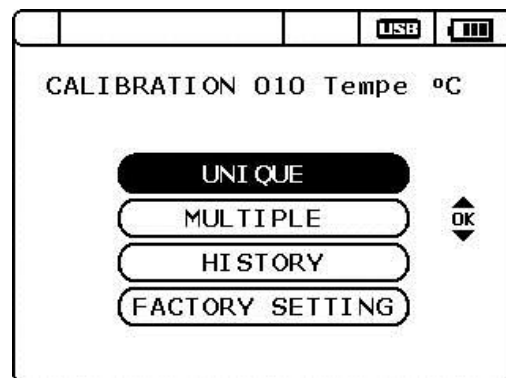 USB
CALIBRATION 010 Tempe ºC
UNIQUE
MULTIPLE
OK
HISTORY
FACTORY SETTING